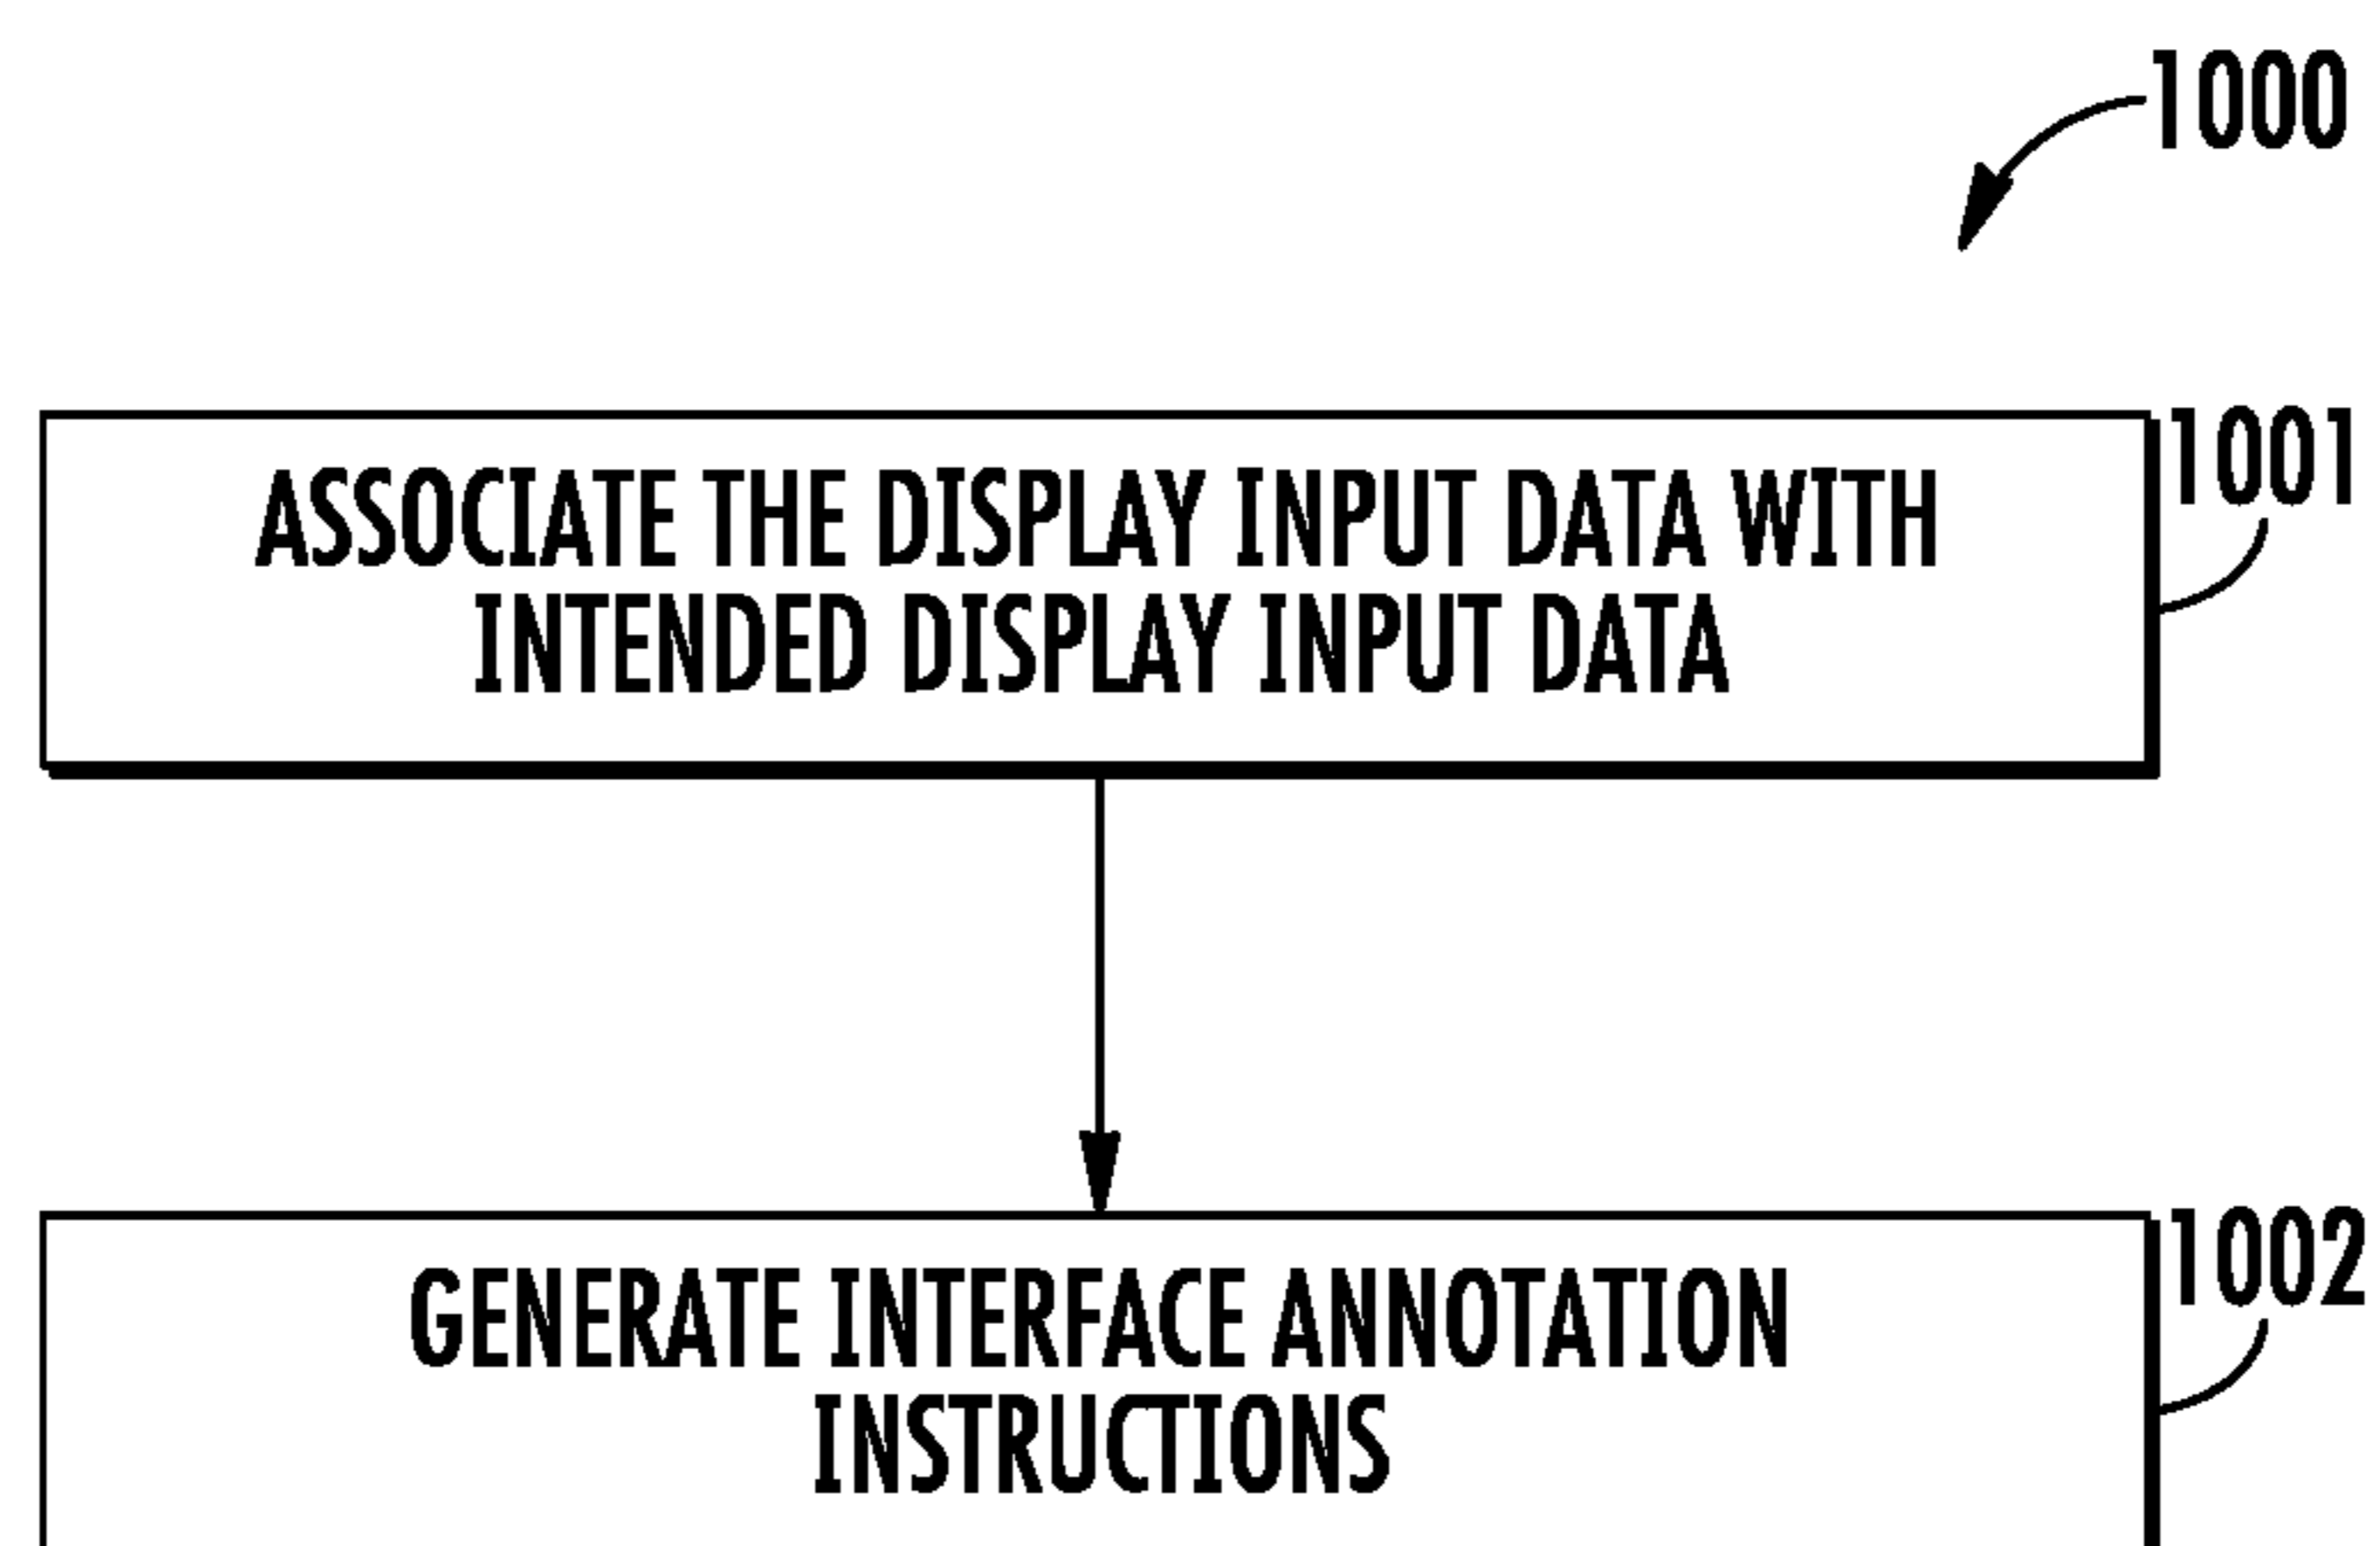 1000
1001
ASSOCIATE THE DISPLAY INPUT DATA WITH
INTENDED DISPLAY INPUT DATA
1002
GENERATE INTERFACE ANNOTATION
INSTRUCTIONS